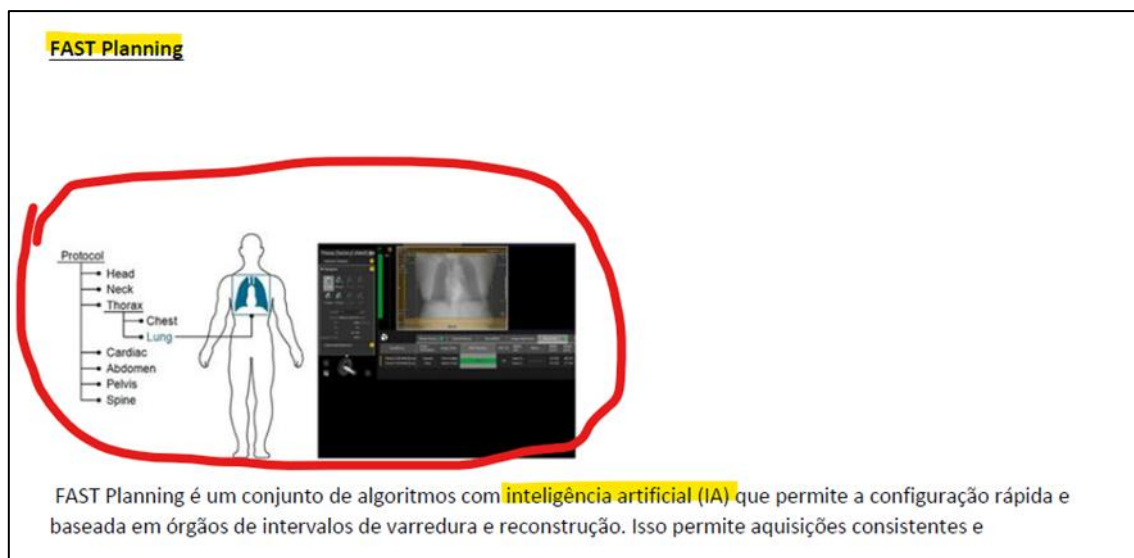 FAST Planning
Protocol
Head
Neck
Thorax
Chest
Lung
Cardiac
Abdomen
Pelvis
Spine
FAST Planning é um conjunto de algoritmos com inteligência artificial (IA) que permite a configuração rápida e
baseada em órgãos de intervalos de varredura e reconstrução. Isso permite aquisições consistentes e